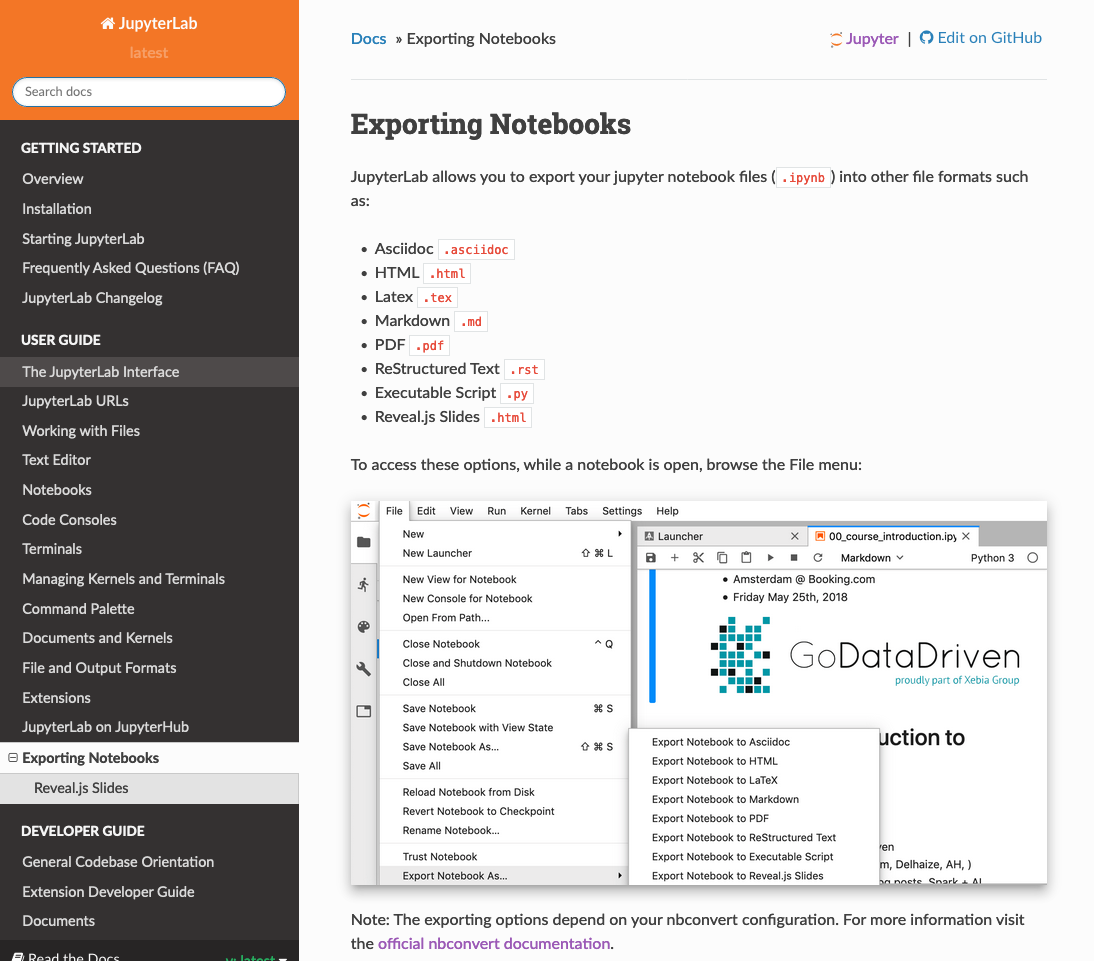 JupyterLab
latest
Search docs
GETTING STARTED
Overview
Installation
Starting JupyterLab
Frequently Asked Questions (FAQ)
JupyterLab Changelog
USER GUIDE
The JupyterLab Interface
JupyterLab URLs
Working with Files
Text Editor
Notebooks
Code Consoles
Terminals
Managing Kernels and Terminals
Command Palette
Documents and Kernels
File and Output Formats
Extensions
JupyterLab on JupyterHub
Exporting Notebooks
Reveal.js Slides
DEVELOPER GUIDE
General Codebase Orientation
Extension Developer Guide
Documents
Read the Docs v: latest
Docs » Exporting Notebooks
Jupyter | Edit on GitHub
Exporting Notebooks
JupyterLab allows you to export your jupyter notebook files (.ipynb) into other file formats such
as:
• Asciidoc .asciidoc
• HTML .html
• Latex .tex
• Markdown .md
• PDF .pdf
• ReStructured Text .rst
• Executable Script .py
• Reveal.js Slides .html
To access these options, while a notebook is open, browse the File menu:
File Edit View Run Kernel Tabs Settings Help
New
New Launcher ⇧ ⌘ L
New View for Notebook
New Console for Notebook
Open From Path...
Close Notebook ^ Q
Close and Shutdown Notebook
Close All
Save Notebook ⌘ S
Save Notebook with View State
Save Notebook As... ⇧ ⌘ S
Save All
Reload Notebook from Disk
Revert Notebook to Checkpoint
Rename Notebook...
Trust Notebook
Export Notebook As...
Launcher
00_course_introduction.ipy
Markdown
Python 3
• Amsterdam @ Booking.com
• Friday May 25th, 2018
GoDataDriven
proudly part of Xebia Group
uction to
Export Notebook to Asciidoc
Export Notebook to HTML
Export Notebook to LaTeX
Export Notebook to Markdown
Export Notebook to PDF
Export Notebook to ReStructured Text
Export Notebook to Executable Script
Export Notebook to Reveal.js Slides
ven
m, Delhaize, AH, )
posts, Spark + AI
Note: The exporting options depend on your nbconvert configuration. For more information visit
the official nbconvert documentation.